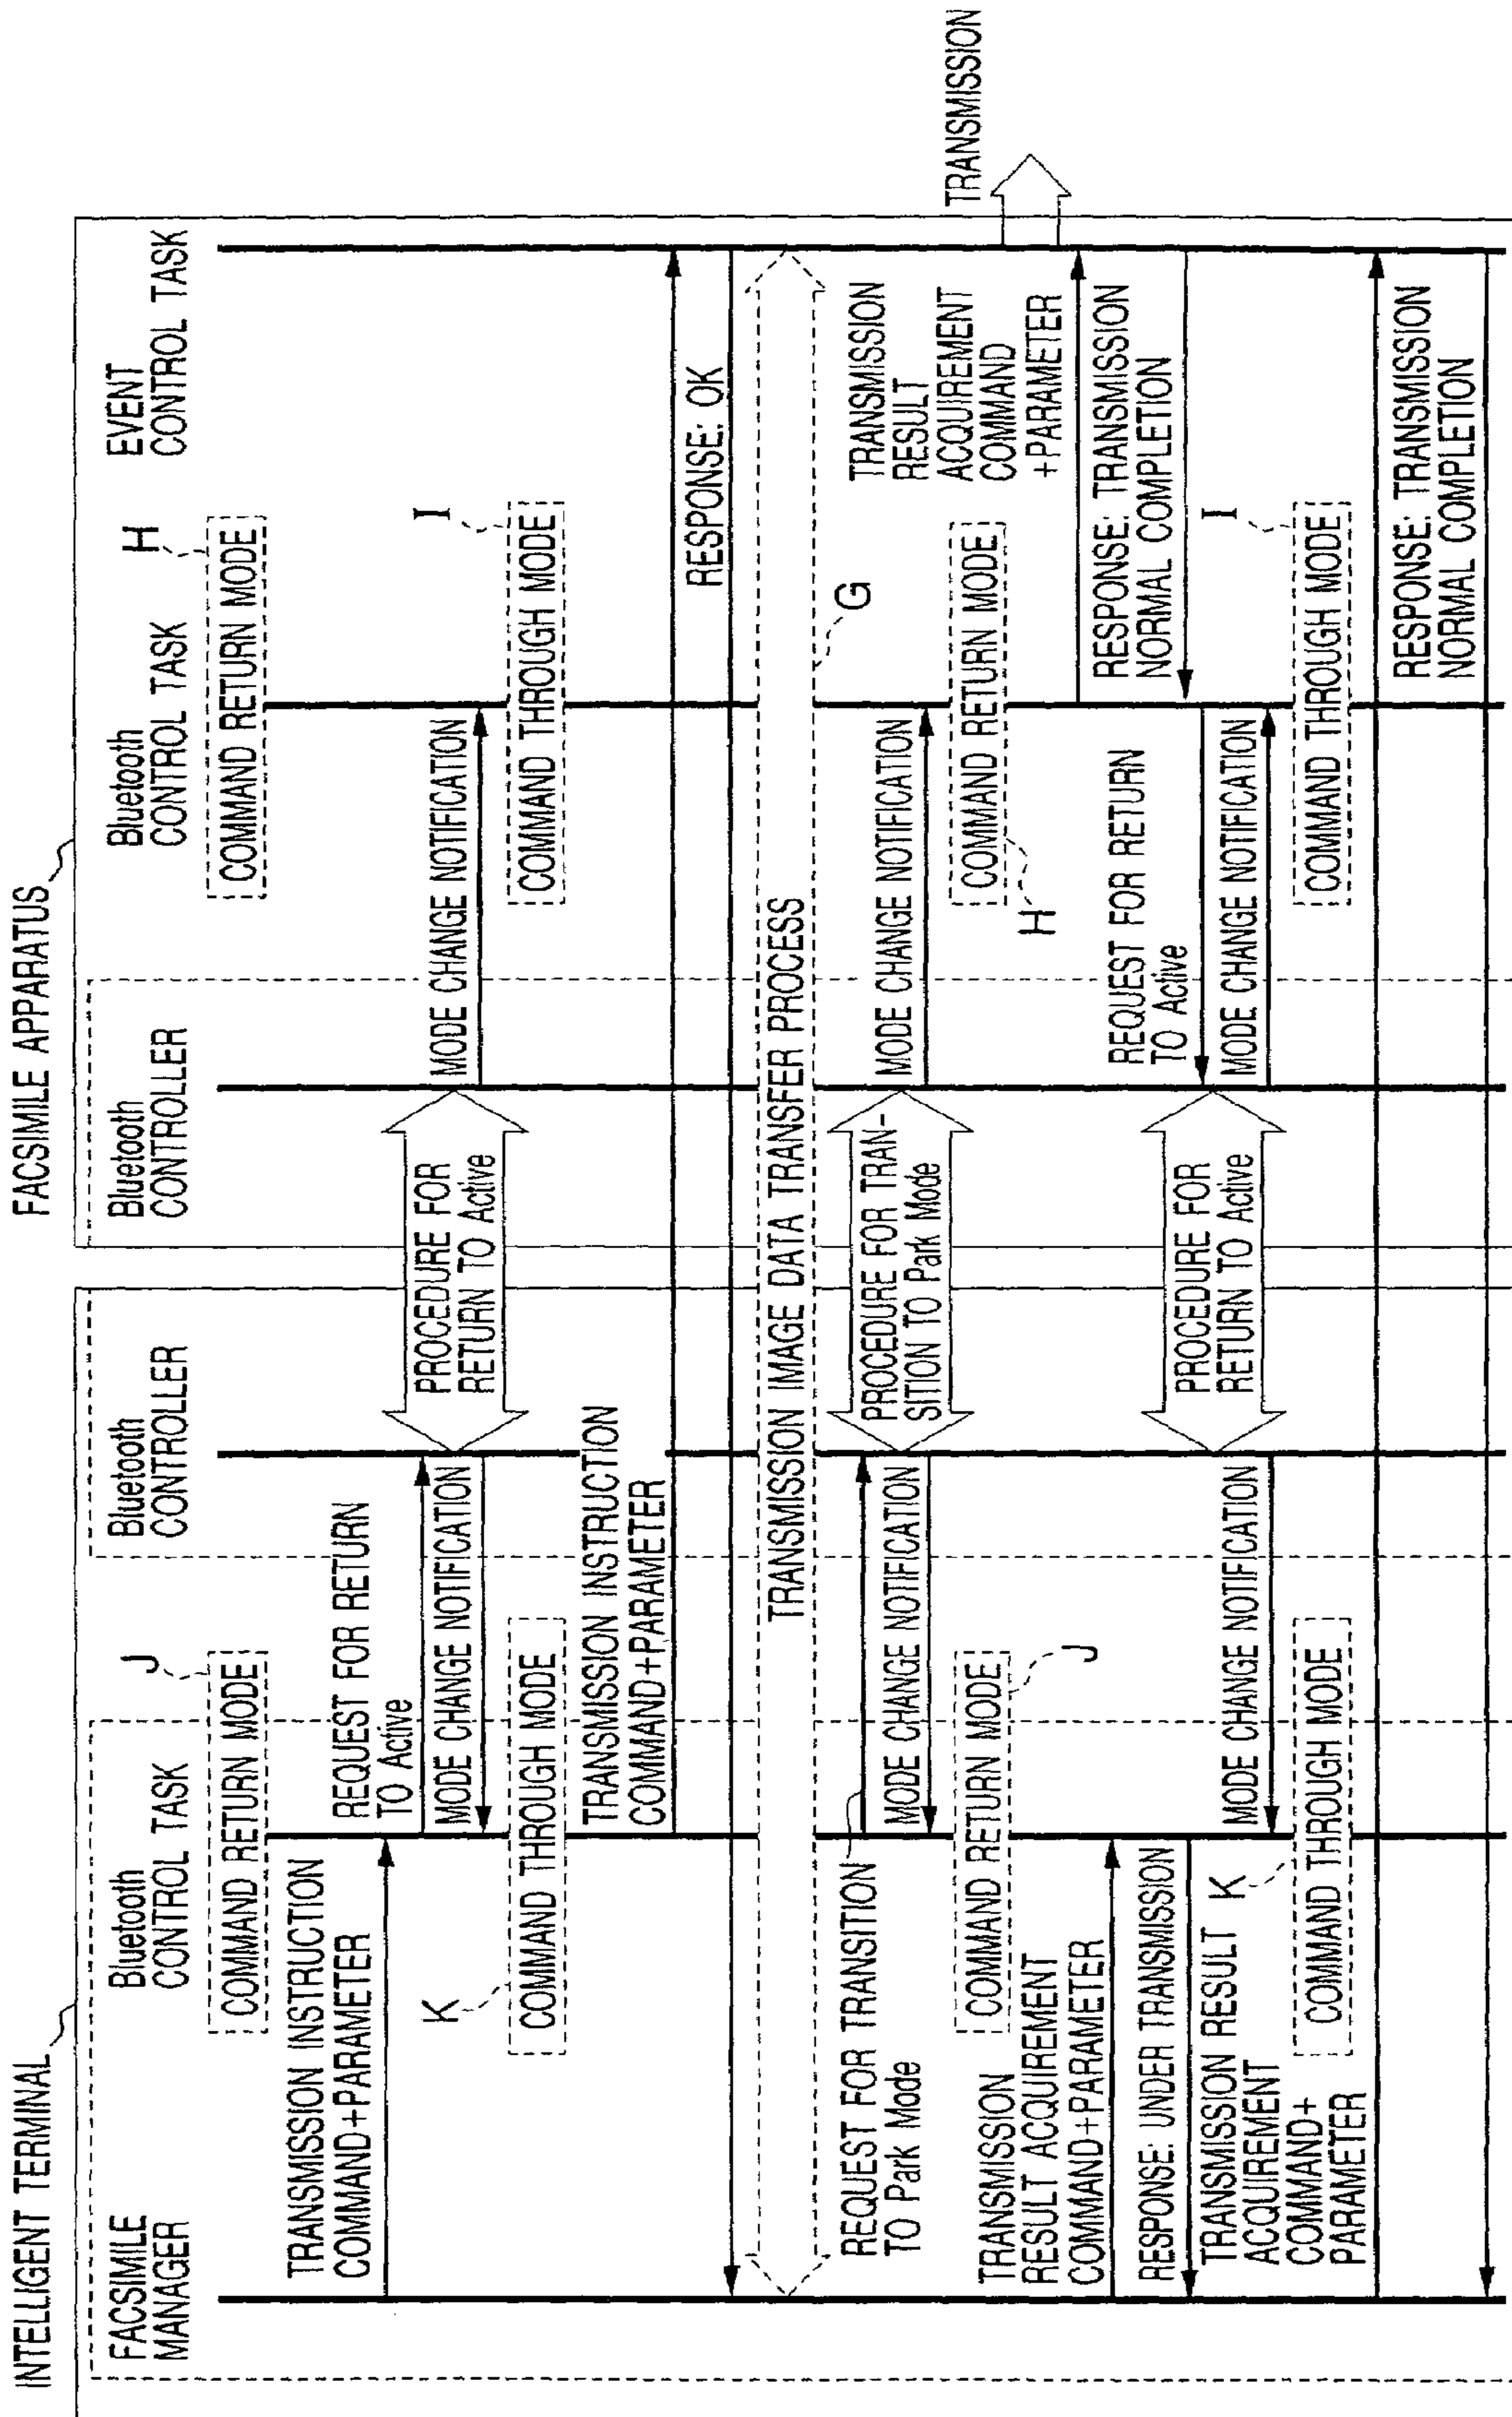 INTELLIGENT TERMINAL
FACSIMILE APPARATUS
FACSIMILE
MANAGER
Bluetooth
CONTROL TASK
Bluetooth
CONTROLLER
Bluetooth
CONTROLLER
Bluetooth
CONTROL TASK
EVENT
CONTROL TASK
J
COMMAND RETURN MODE
H
COMMAND RETURN MODE
TRANSMISSION INSTRUCTION
COMMAND+PARAMETER
REQUEST FOR RETURN
TO Active
MODE CHANGE NOTIFICATION
PROCEDURE FOR
RETURN TO Active
MODE CHANGE NOTIFICATION
K
COMMAND THROUGH MODE
I
COMMAND THROUGH MODE
TRANSMISSION INSTRUCTION
COMMAND+PARAMETER
RESPONSE: OK
TRANSMISSION IMAGE DATA TRANSFER PROCESS
G
REQUEST FOR TRANSITION
TO Park Mode
MODE CHANGE NOTIFICATION
PROCEDURE FOR TRAN-
SITION TO Park Mode
MODE CHANGE NOTIFICATION
COMMAND RETURN MODE
J
COMMAND RETURN MODE
H
TRANSMISSION
TRANSMISSION
RESULT
ACQUIREMENT
COMMAND
+PARAMETER
TRANSMISSION
RESULT ACQUIREMENT
COMMAND+PARAMETER
RESPONSE: UNDER TRANSMISSION
RESPONSE: TRANSMISSION
NORMAL COMPLETION
REQUEST FOR RETURN
TO Active
PROCEDURE FOR
RETURN TO Active
MODE CHANGE NOTIFICATION
MODE CHANGE NOTIFICATION
K
COMMAND THROUGH MODE
I
COMMAND THROUGH MODE
TRANSMISSION RESULT
ACQUIREMENT
COMMAND+
PARAMETER
RESPONSE: TRANSMISSION
NORMAL COMPLETION